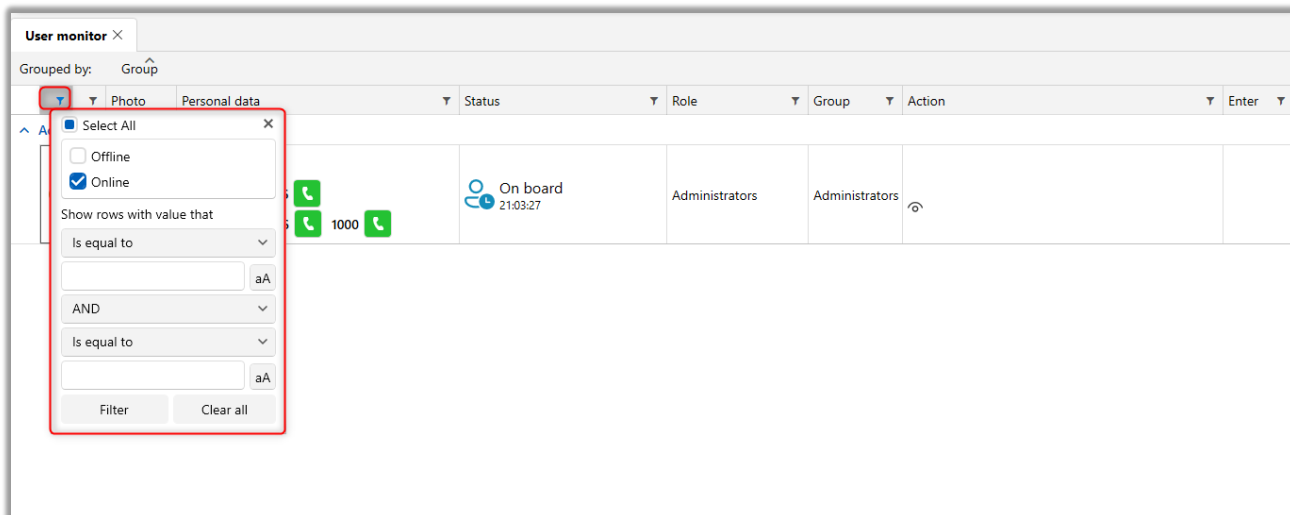 User monitor
Grouped by: Group
Photo Personal data Status Role Group Action Enter
Select All
Offline
Online
On board
21:03:27
Administrators
Administrators
1000
Show rows with value that
Is equal to
aA
AND
Is equal to
aA
Filter Clear all